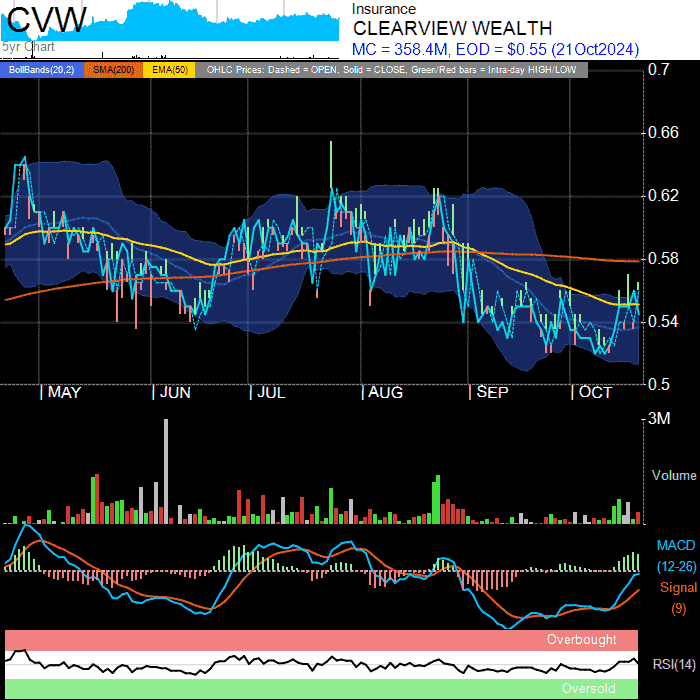 CVW
5yr Chart
Insurance
CLEARVIEW WEALTH
MC = 358.4M, EOD = $0.55 (21Oct2024)
BollBands(20,2) SMA(200) EMA(50) OHLC Prices: Dashed = OPEN, Solid = CLOSE, Green/Red bars = Intra-day HIGH/LOW
0.7
0.66
0.62
0.58
0.54
0.5
MAY JUN JUL AUG SEP OCT
3M
Volume
MACD
(12-26)
Signal
(9)
Overbought
RSI(14)
Oversold